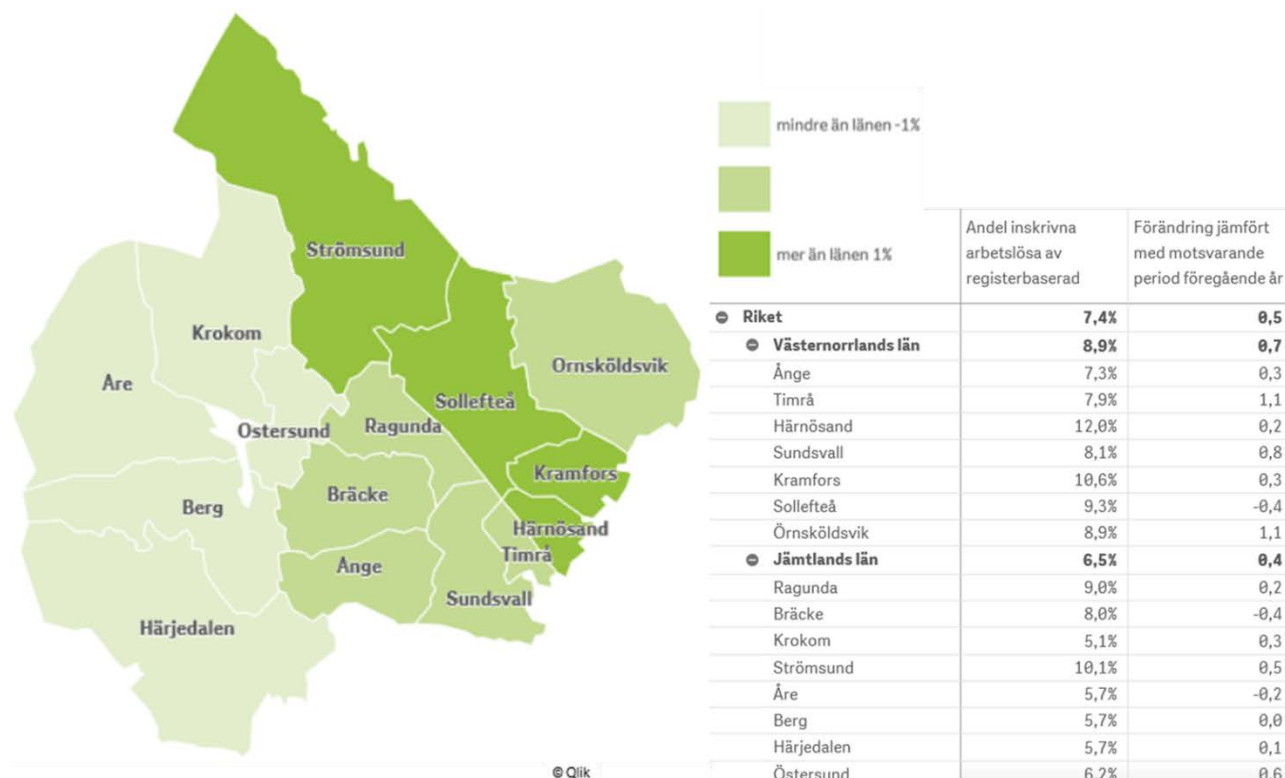 mindre än länen -1%
mer än länen 1%
Strömsund
Krokom
Åre
Östersund
Ragunda
Sollefteå
Örnsköldsvik
Kramfors
Bräcke
Berg
Härnösand
Timrå
Ånge
Sundsvall
Härjedalen
© Qlik
Andel inskrivna
arbetslösa av
registerbaserad
Förändring jämfört
med motsvarande
period föregående år
Riket 7,4% 0,5
Västernorrlands län 8,9% 0,7
Ånge 7,3% 0,3
Timrå 7,9% 1,1
Härnösand 12,0% 0,2
Sundsvall 8,1% 0,8
Kramfors 10,6% 0,3
Sollefteå 9,3% -0,4
Örnsköldsvik 8,9% 1,1
Jämtlands län 6,5% 0,4
Ragunda 9,0% 0,2
Bräcke 8,0% -0,4
Krokom 5,1% 0,3
Strömsund 10,1% 0,5
Åre 5,7% -0,2
Berg 5,7% 0,0
Härjedalen 5,7% 0,1
Östersund 6,2% 0,6